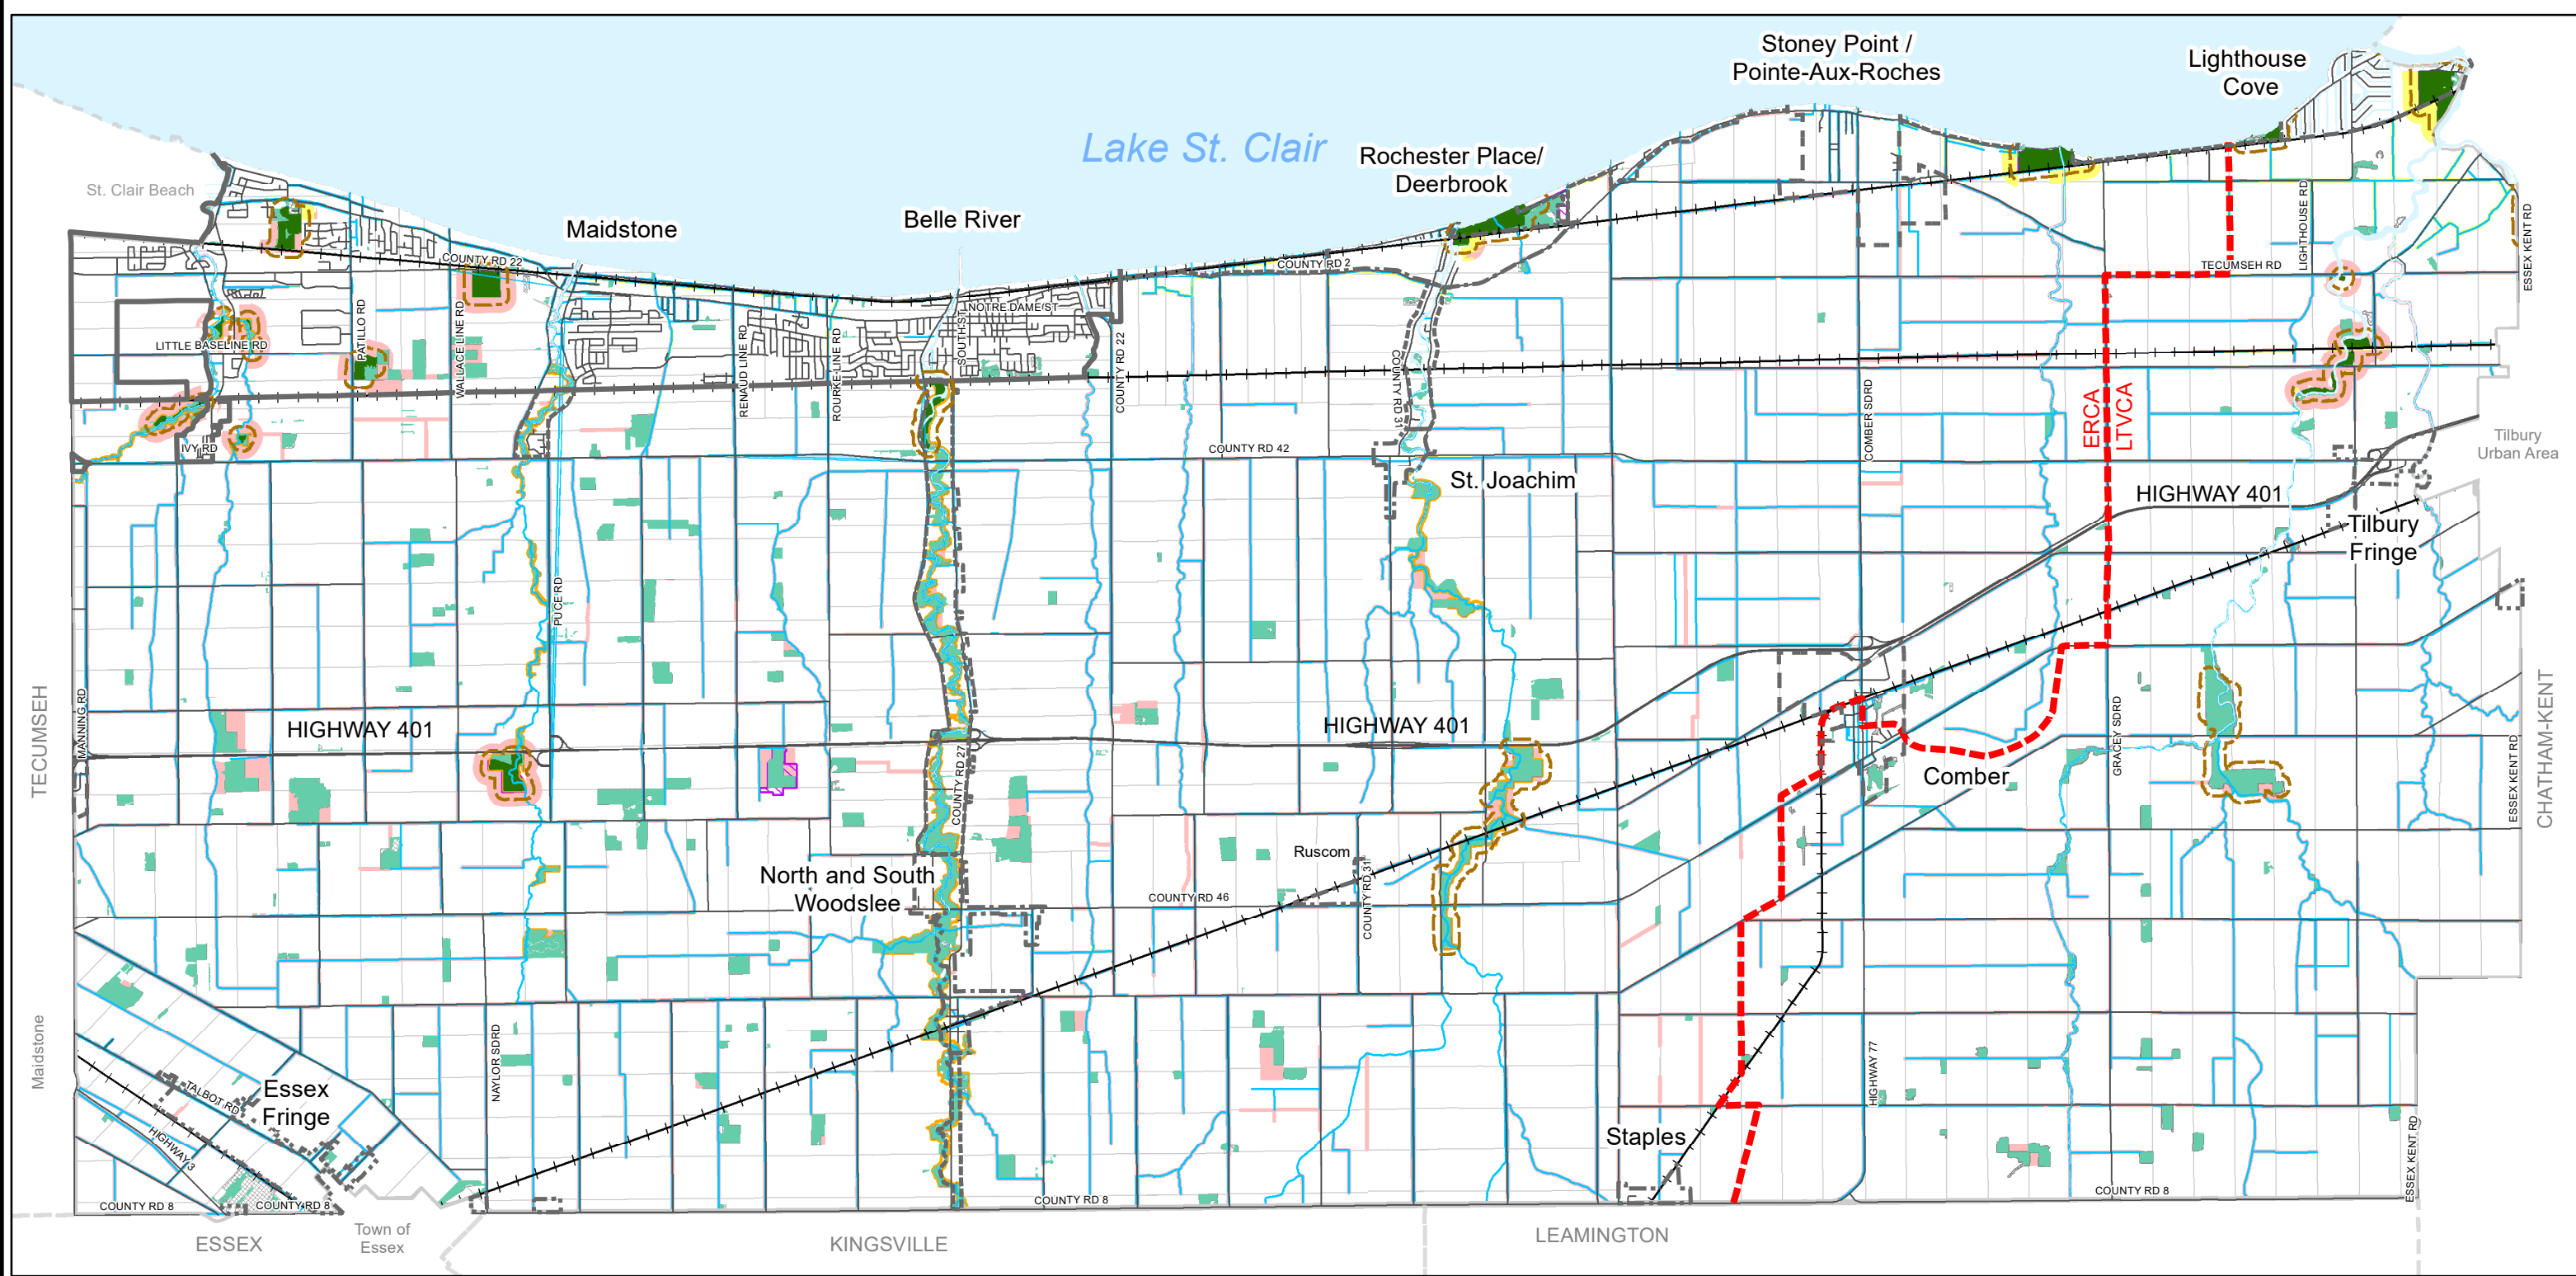 Stoney Point /
Pointe-Aux-Roches
Lighthouse
Cove
Lake St. Clair
Rochester Place/
Deerbrook
St. Clair Beach
Maidstone
Belle River
ESSEX KENT RD
LIGHTHOUSE RD
COUNTY RD 22
COUNTY RD 2
TECUMSEH RD
NOTRE DAME ST
SOUTH ST
PATILLO RD
WALLACE LINE RD
LITTLE BASELINE RD
RENAUD LINE RD
ROURKE LINE RD
COUNTY RD 22
COUNTY RD 31
COMBER SDRD
ERCA
LTVCA
IVY RD
COUNTY RD 42
Tilbury
Urban Area
St. Joachim
HIGHWAY 401
Tilbury
Fringe
PUCE RD
TECUMSEH
MANNING RD
HIGHWAY 401
HIGHWAY 401
COUNTY RD 27
GRACEY SDRD
ESSEX KENT RD
CHATHAM-KENT
Comber
Ruscom
COUNTY RD 31
North and South
Woodslee
COUNTY RD 46
Maidstone
NAYLOR SDRD
HIGHWAY 77
TALBOT RD
Essex
Fringe
HIGHWAY 3
Staples
ESSEX KENT RD
COUNTY RD 8
COUNTY RD 8
COUNTY RD 8
COUNTY RD 8
Town of
Essex
ESSEX
KINGSVILLE
LEAMINGTON